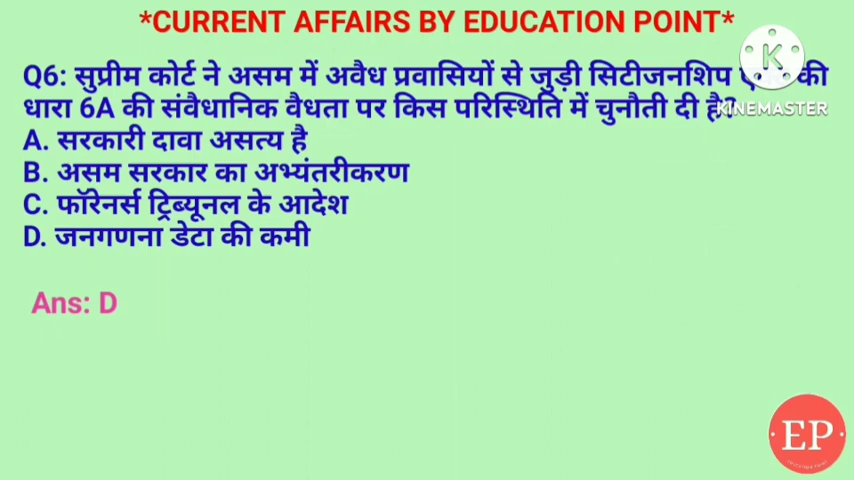 *CURRENT AFFAIRS BY EDUCATION POINT*
Q6: सुप्रीम कोर्ट ने असम में अवैध प्रवासियों से जुड़ी सिटीजनशिप की
धारा 6A की संवैधानिक वैधता पर किस परिस्थिति में चुनौती दी है?
KINEMASTER
A. सरकारी दावा असत्य है
B. असम सरकार का अभ्यंतरीकरण
C. फॉरेनर्स ट्रिब्यूनल के आदेश
D. जनगणना डेटा की कमी
Ans: D
EP